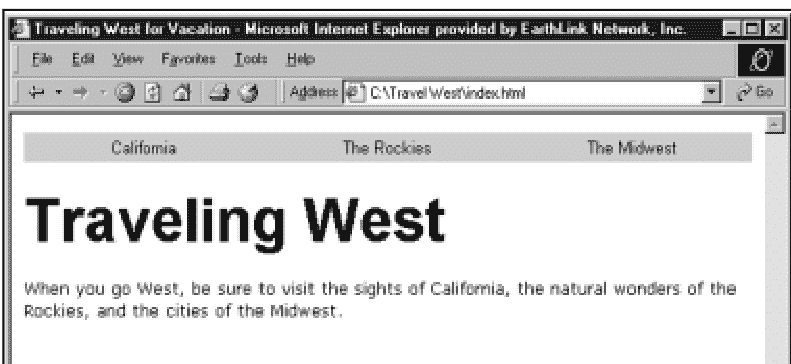 Traveling West for Vacation - Microsoft Internet Explorer provided by EarthLink Network, Inc.
File Edit View Favorites Tools Help
Address C:\Travel West\index.html Go
California The Rockies The Midwest
Traveling West
When you go West, be sure to visit the sights of California, the natural wonders of the
Rockies, and the cities of the Midwest.